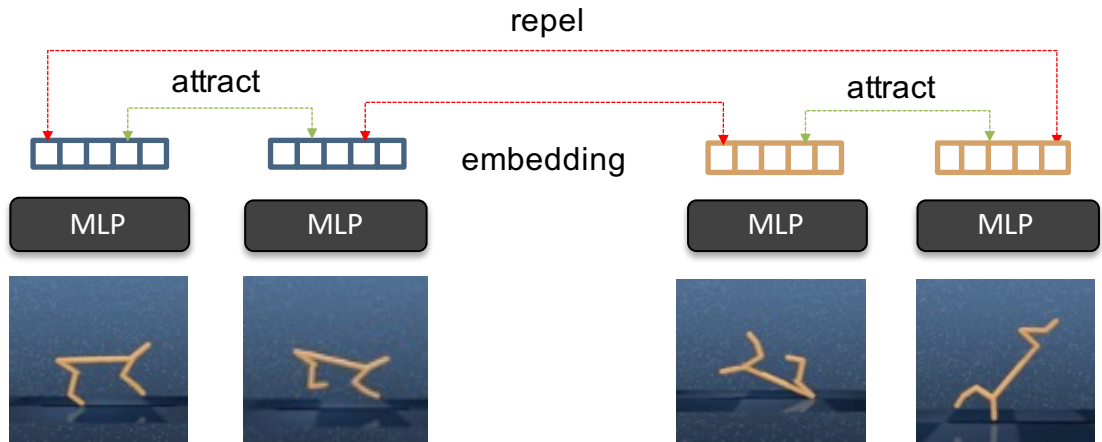 repel
attract
attract
embedding
MLP
MLP
MLP
MLP